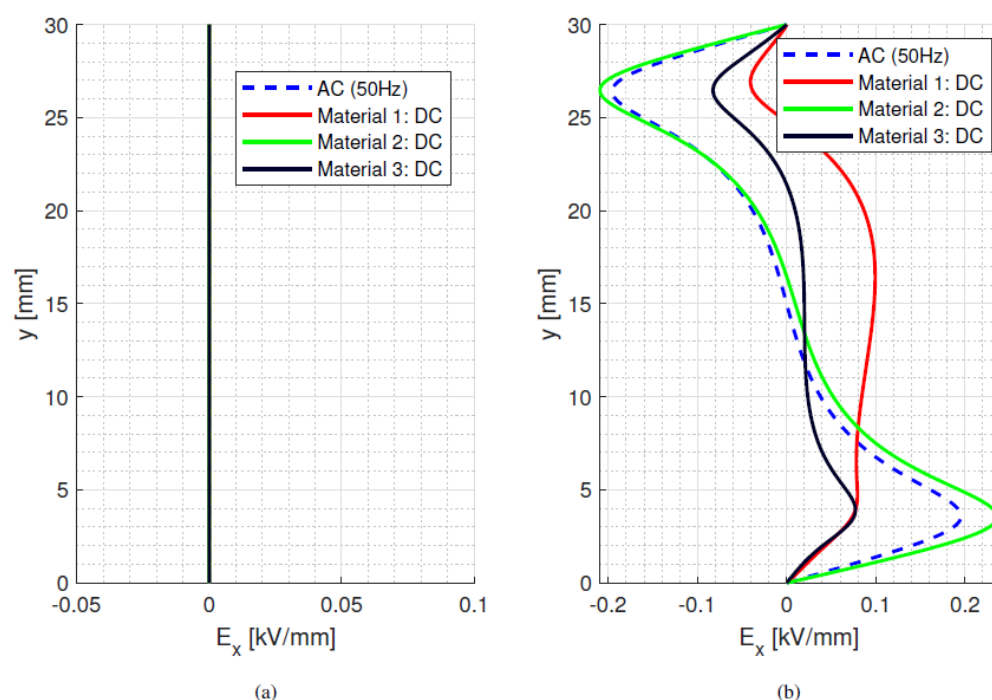 30
25
20
15
10
5
0
y [mm]
AC (50Hz)
Material 1: DC
Material 2: DC
Material 3: DC
-0.05 0 0.05 0.1
E_x [kV/mm]
(a)
30
25
20
15
10
5
0
y [mm]
AC (50Hz)
Material 1: DC
Material 2: DC
Material 3: DC
-0.2 -0.1 0 0.1 0.2
E_x [kV/mm]
(b)